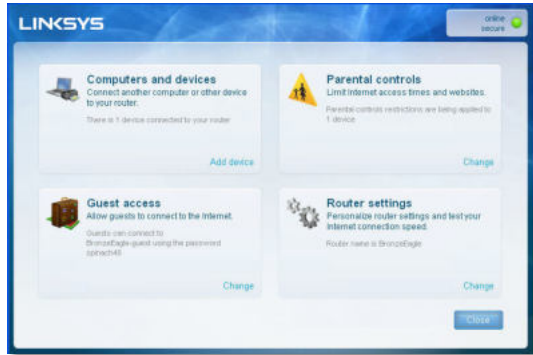 LINKSYS
online
secure
Computers and devices
Connect another computer or other device
to your router.
There is 1 device connected to your router
Add device
Parental controls
Limit Internet access times and websites.
Parental controls restrictions are being applied to
1 device
Change
Guest access
Allow guests to connect to the Internet.
Guests can connect to
BronzeEagle-guest using the password
spinach48
Change
Router settings
Personalize router settings and test your
Internet connection speed.
Router name is BronzeEagle
Change
Close